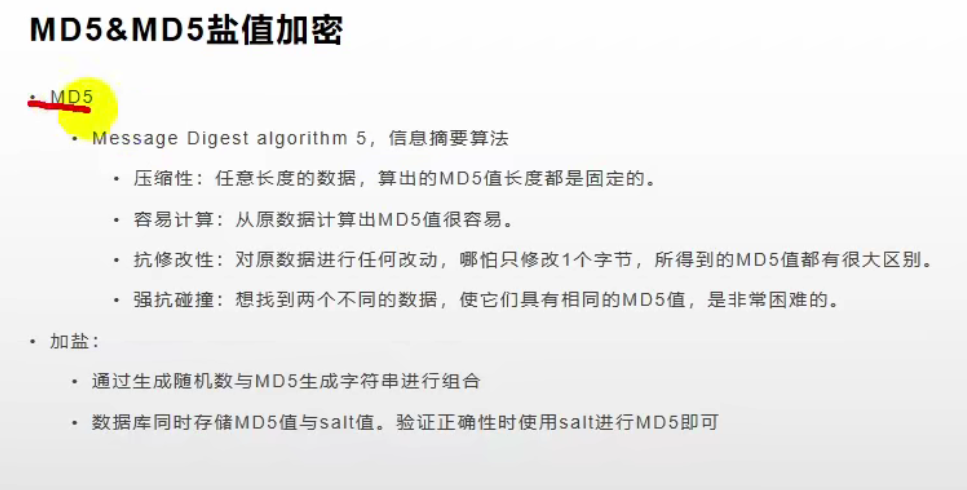 MD5&MD5盐值加密
• MD5
• Message Digest algorithm 5，信息摘要算法
• 压缩性：任意长度的数据，算出的MD5值长度都是固定的。
• 容易计算：从原数据计算出MD5值很容易。
• 抗修改性：对原数据进行任何改动，哪怕只修改1个字节，所得到的MD5值都有很大区别。
• 强抗碰撞：想找到两个不同的数据，使它们具有相同的MD5值，是非常困难的。
• 加盐：
• 通过生成随机数与MD5生成字符串进行组合
• 数据库同时存储MD5值与salt值。验证正确性时使用salt进行MD5即可